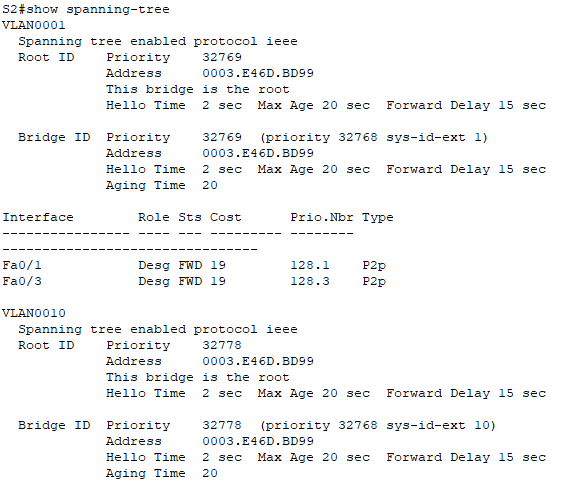 S2#show spanning-tree
VLAN0001
  Spanning tree enabled protocol ieee
  Root ID    Priority    32769
             Address     0003.E46D.BD99
             This bridge is the root
             Hello Time  2 sec  Max Age 20 sec  Forward Delay 15 sec

  Bridge ID  Priority    32769  (priority 32768 sys-id-ext 1)
             Address     0003.E46D.BD99
             Hello Time  2 sec  Max Age 20 sec  Forward Delay 15 sec
             Aging Time  20

Interface        Role Sts Cost      Prio.Nbr Type
---------------- ---- --- --------- --------
--------------------------------
Fa0/1            Desg FWD 19        128.1    P2p
Fa0/3            Desg FWD 19        128.3    P2p

VLAN0010
  Spanning tree enabled protocol ieee
  Root ID    Priority    32778
             Address     0003.E46D.BD99
             This bridge is the root
             Hello Time  2 sec  Max Age 20 sec  Forward Delay 15 sec

  Bridge ID  Priority    32778  (priority 32768 sys-id-ext 10)
             Address     0003.E46D.BD99
             Hello Time  2 sec  Max Age 20 sec  Forward Delay 15 sec
             Aging Time  20